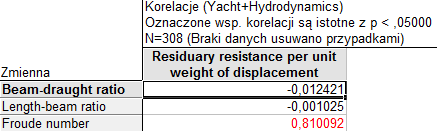 Korelacje (Yacht+Hydrodynamics)
Oznaczone wsp. korelacji są istotne z p < ,05000
N=308 (Braki danych usuwano przypadkami)
Zmienna
Residuary resistance per unit
weight of displacement
Beam-draught ratio -0,012421
Length-beam ratio -0,001025
Froude number 0,810092